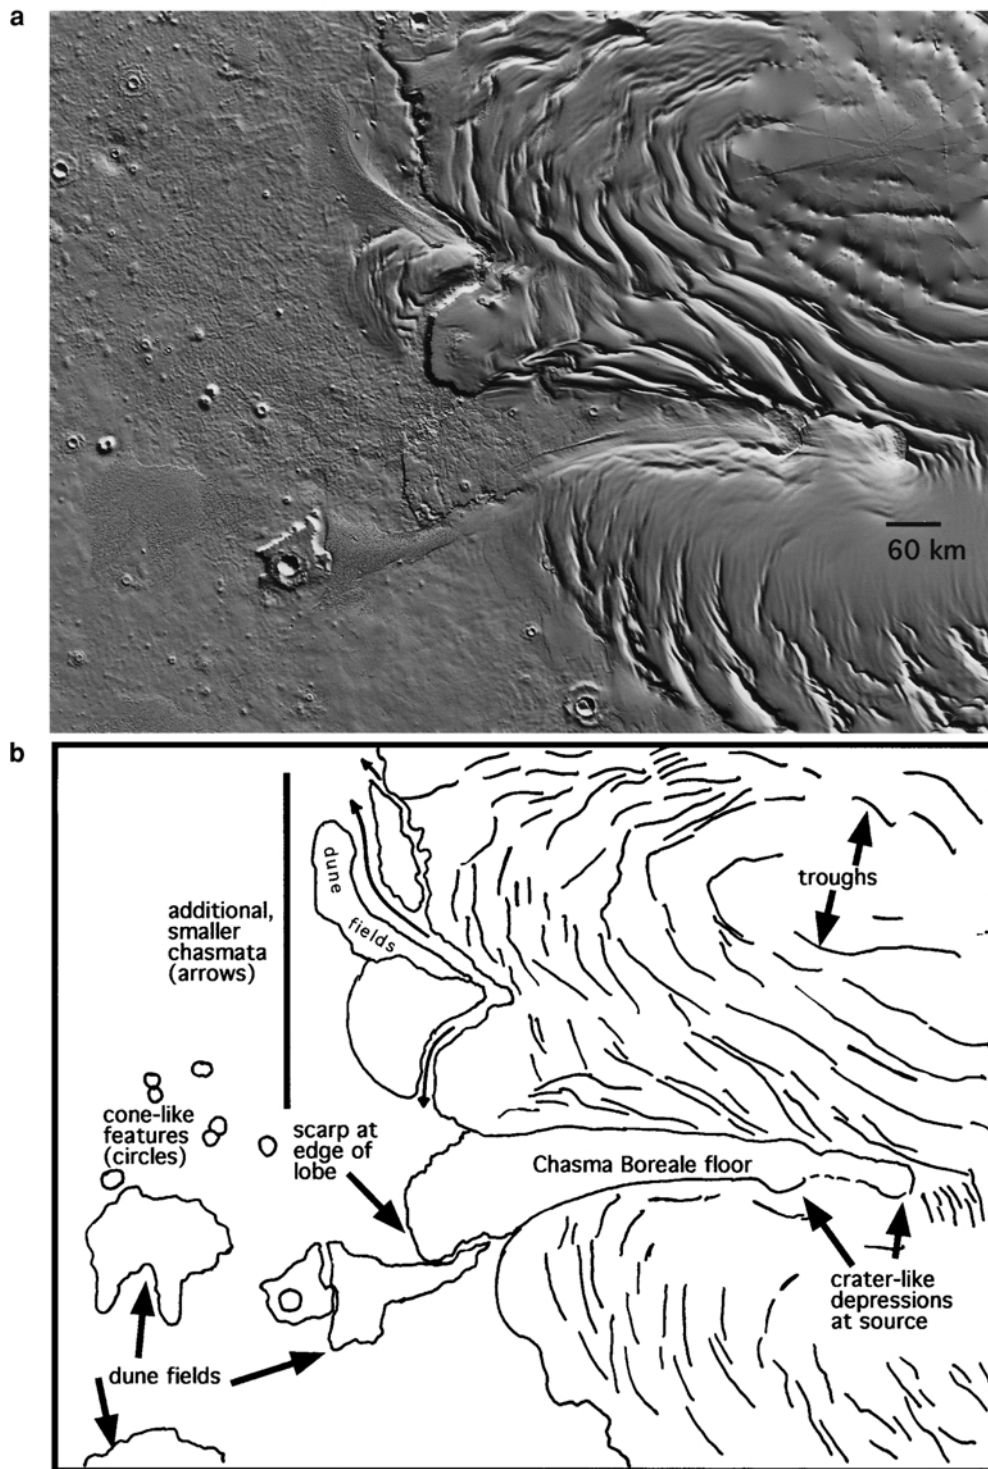 a
60 km
b
dune
fields
additional,
smaller
chasmata
(arrows)
troughs
cone-like
features
(circles)
scarp at
edge of
lobe
Chasma Boreale floor
crater-like
depressions
at source
dune fields